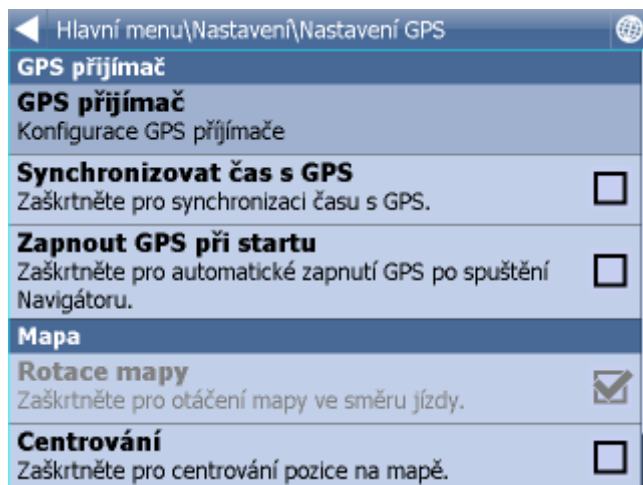 Hlavní menu\Nastavení\Nastavení GPS
GPS přijímač
GPS přijímač
Konfigurace GPS příjímače
Synchronizovat čas s GPS
Zaškrtněte pro synchronizaci času s GPS.
Zapnout GPS při startu
Zaškrtněte pro automatické zapnutí GPS po spuštění
Navigátoru.
Mapa
Rotace mapy
Zaškrtněte pro otáčení mapy ve směru jízdy.
Centrování
Zaškrtněte pro centrování pozice na mapě.